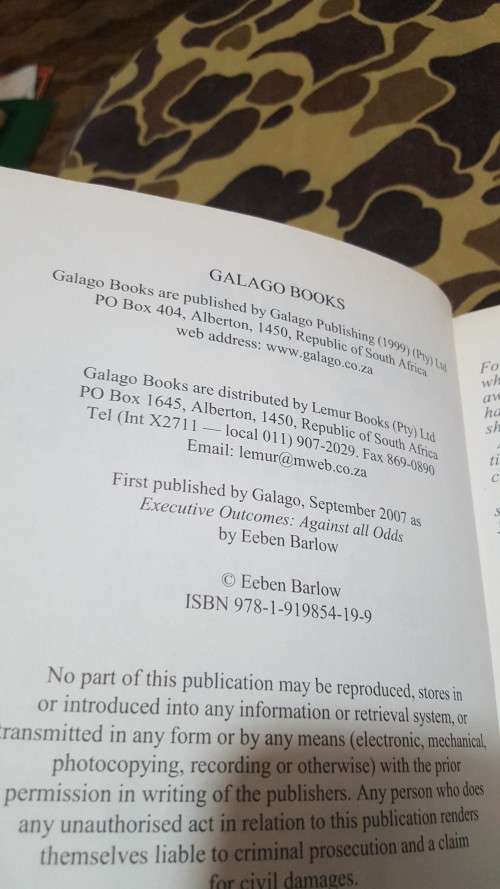 GALAGO BOOKS
Galago Books are published by Galago Publishing (1999) (Pty) Ltd
PO Box 404, Alberton, 1450, Republic of South Africa
web address: www.galago.co.za
Galago Books are distributed by Lemur Books (Pty) Ltd
PO Box 1645, Alberton, 1450, Republic of South Africa
Tel (Int X2711 — local 011) 907-2029. Fax 869-0890
Email: lemur@mweb.co.za
First published by Galago, September 2007 as
Executive Outcomes: Against all Odds
by Eeben Barlow
© Eeben Barlow
ISBN 978-1-919854-19-9
No part of this publication may be reproduced, stores in
or introduced into any information or retrieval system, or
transmitted in any form or by any means (electronic, mechanical,
photocopying, recording or otherwise) with the prior
permission in writing of the publishers. Any person who does
any unauthorised act in relation to this publication renders
themselves liable to criminal prosecution and a claim
for civil damages.